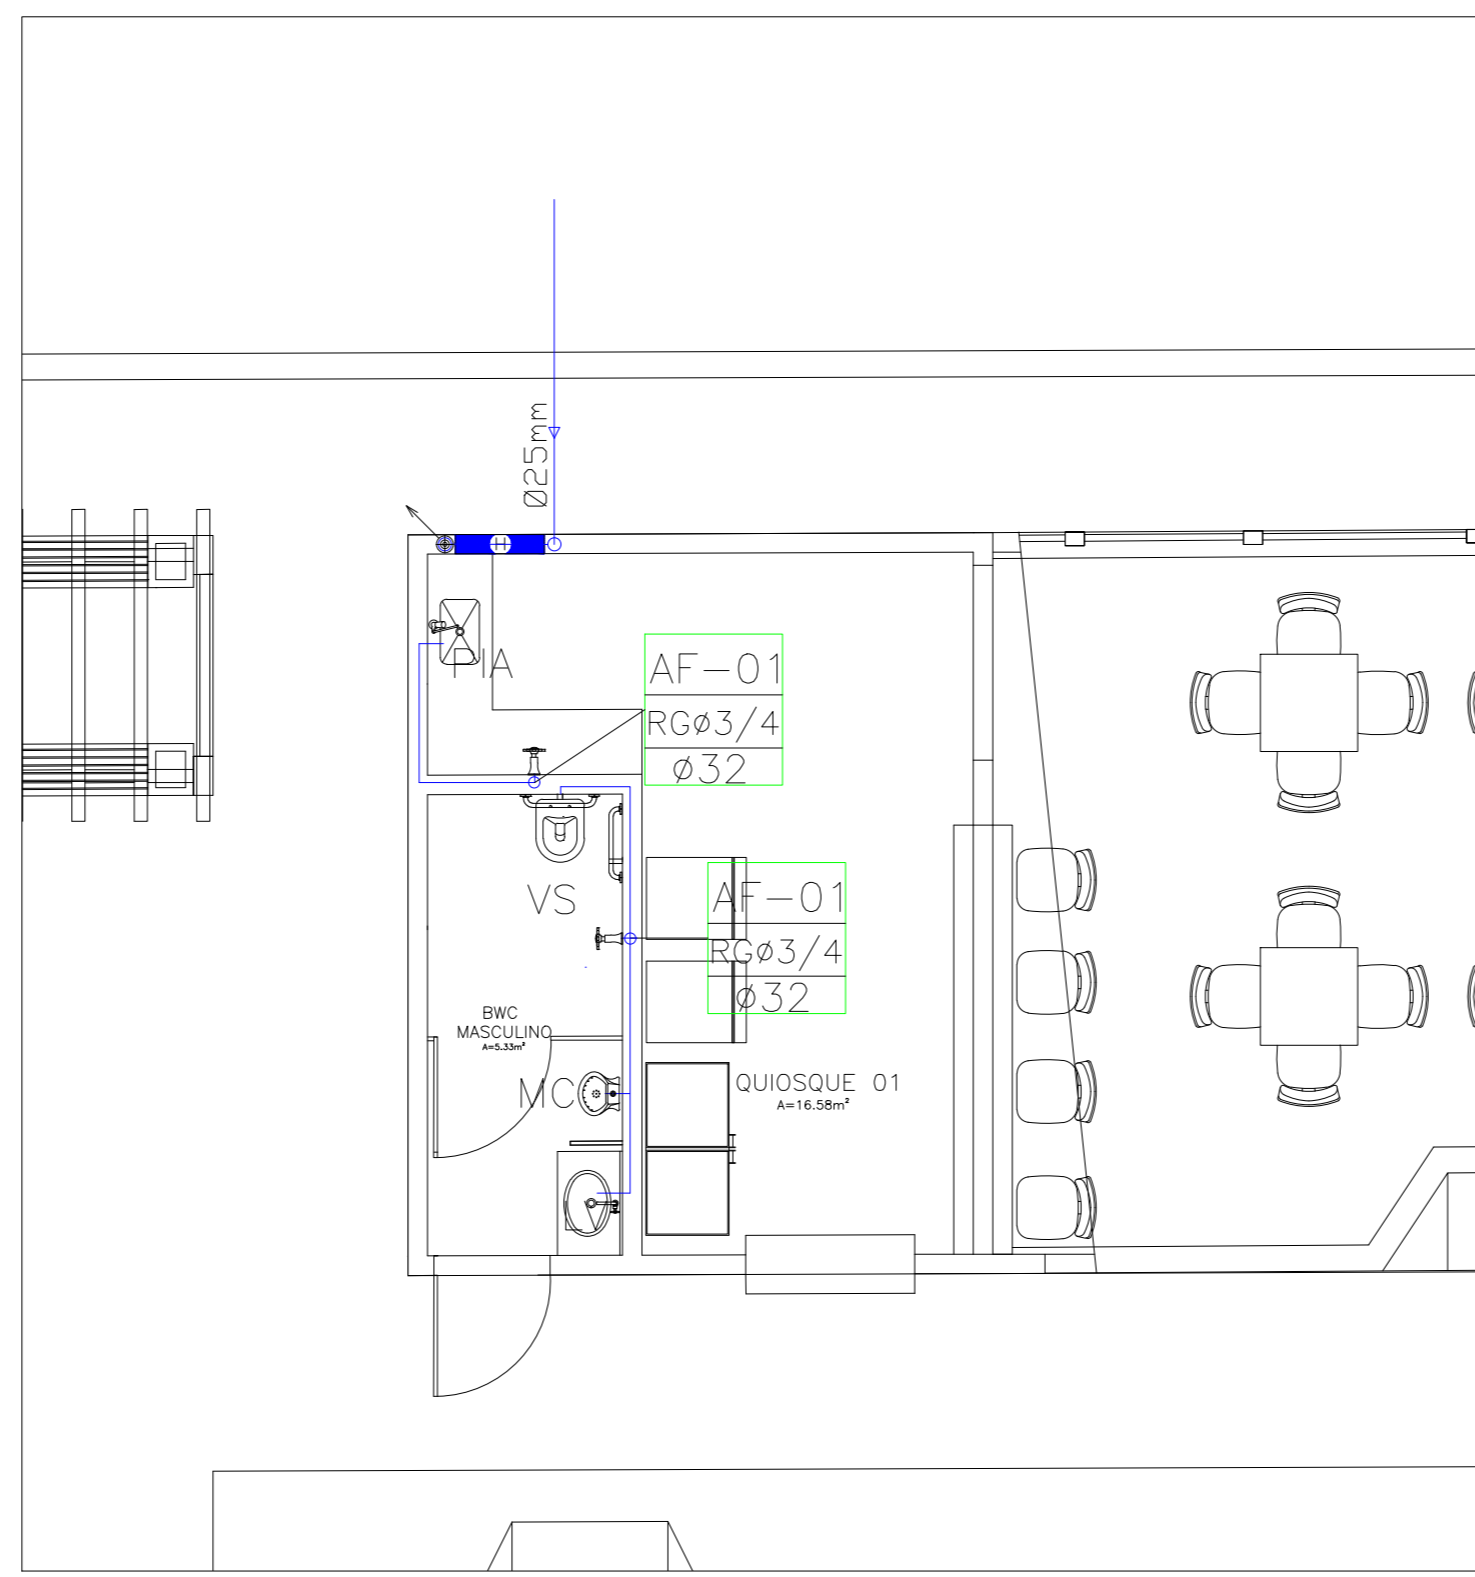 Ø25mm
H
PIA
AF-01
RGø3/4
ø32
VS
AF-01
RGø3/4
ø32
BWC
MASCULINO
A=5.33m²
MC
QUIOSQUE 01
A=16.58m²
L